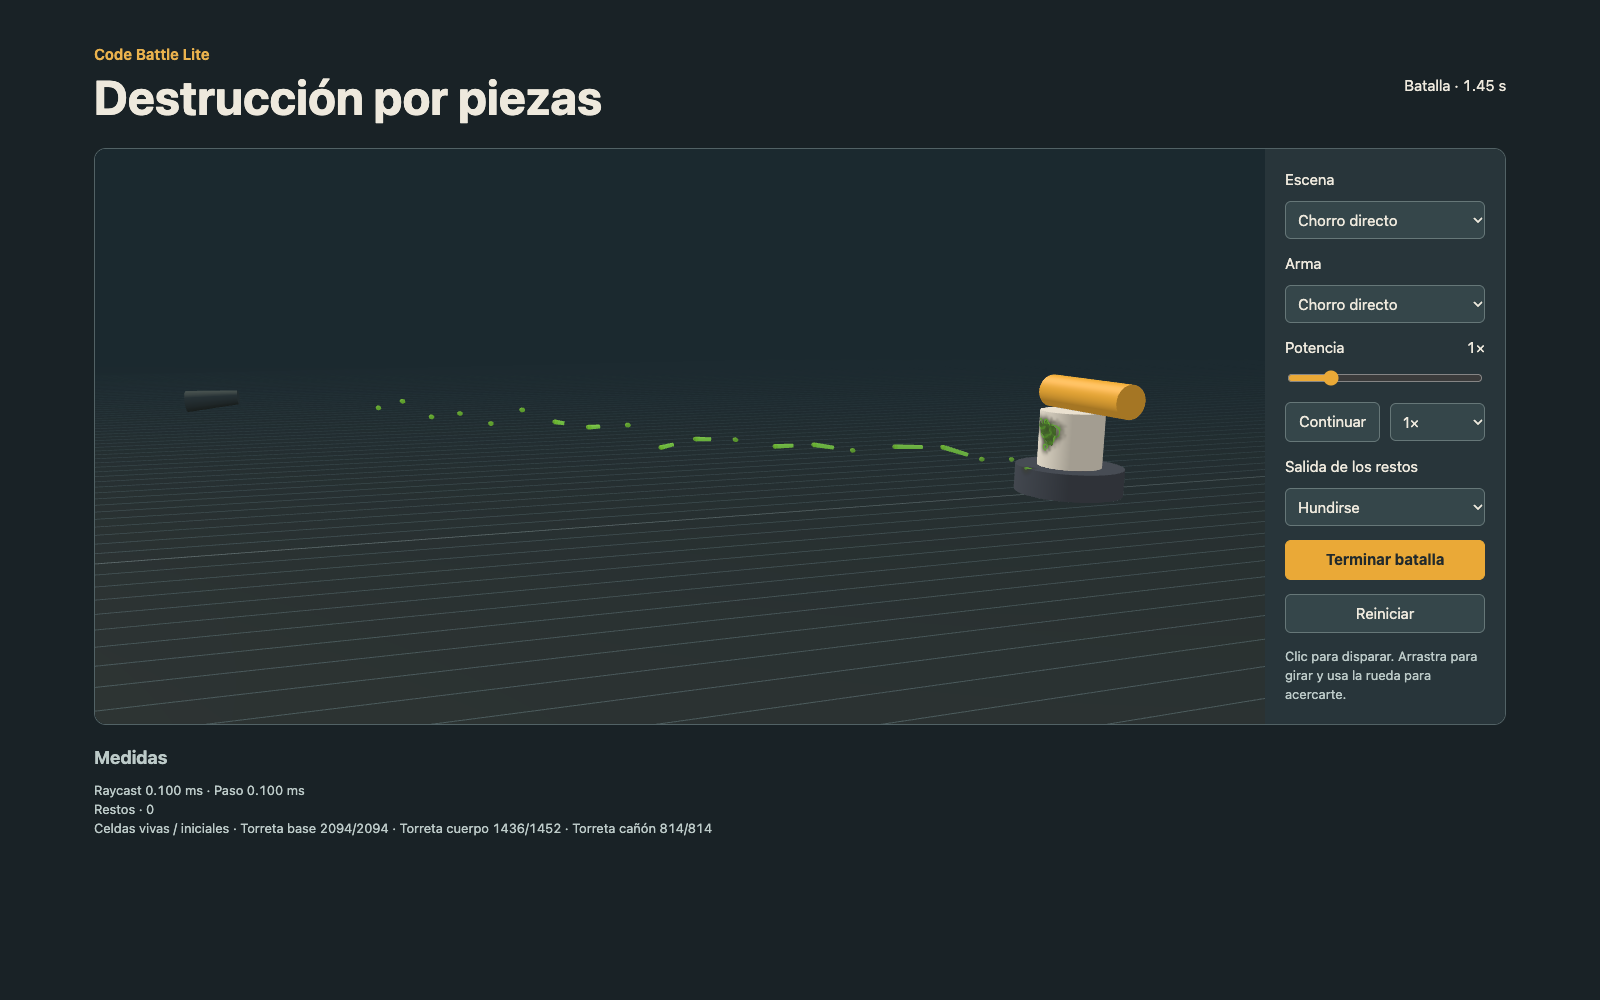 Code Battle Lite
Destrucción por piezas
Batalla · 1.45 s
Escena
Chorro directo
Arma
Chorro directo
Potencia 1×
Continuar 1×
Salida de los restos
Hundirse
Terminar batalla
Reiniciar
Clic para disparar. Arrastra para
girar y usa la rueda para
acercarte.
Medidas
Raycast 0.100 ms · Paso 0.100 ms
Restos · 0
Celdas vivas / iniciales · Torreta base 2094/2094 · Torreta cuerpo 1436/1452 · Torreta cañón 814/814